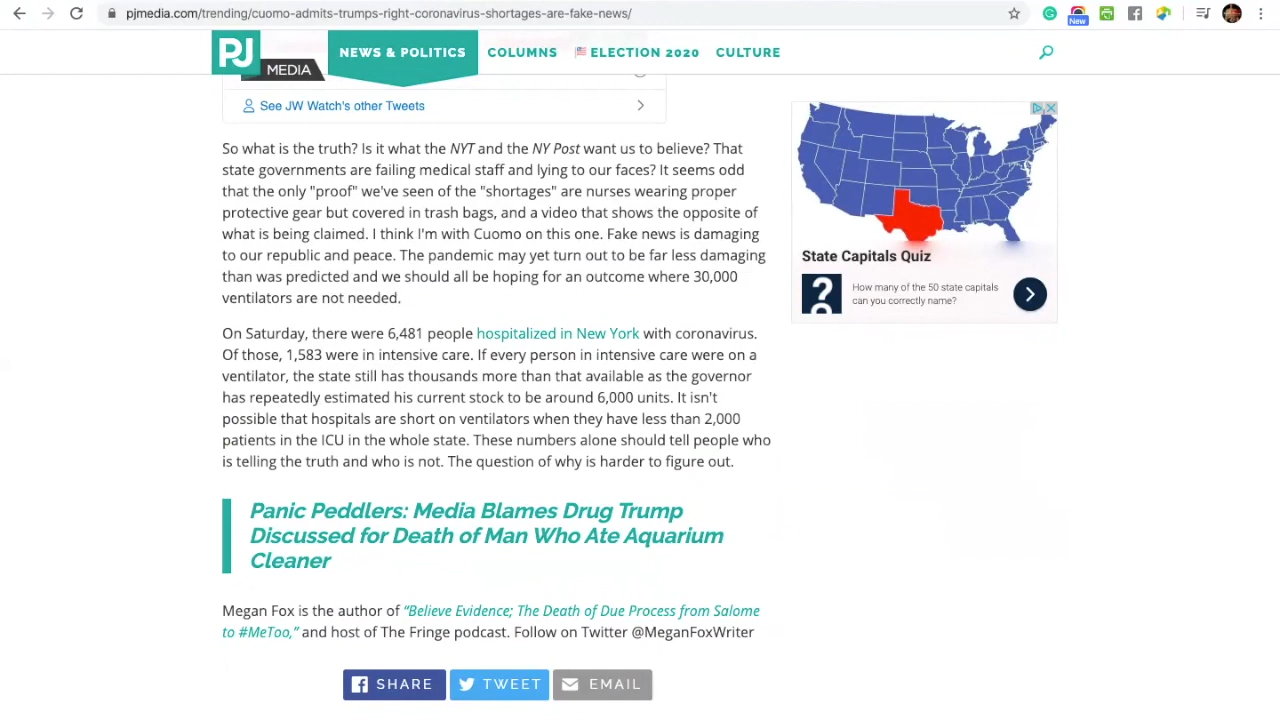 pjmedia.com/trending/cuomo-admits-trumps-right-coronavirus-shortages-are-fake-news/
New
PJ
MEDIA
NEWS & POLITICS
COLUMNS
ELECTION 2020
CULTURE
See JW Watch's other Tweets
So what is the truth? Is it what the NYT and the NY Post want us to believe? That
state governments are failing medical staff and lying to our faces? It seems odd
that the only "proof" we've seen of the "shortages" are nurses wearing proper
protective gear but covered in trash bags, and a video that shows the opposite of
what is being claimed. I think I'm with Cuomo on this one. Fake news is damaging
to our republic and peace. The pandemic may yet turn out to be far less damaging
than was predicted and we should all be hoping for an outcome where 30,000
ventilators are not needed.
On Saturday, there were 6,481 people hospitalized in New York with coronavirus.
Of those, 1,583 were in intensive care. If every person in intensive care were on a
ventilator, the state still has thousands more than that available as the governor
has repeatedly estimated his current stock to be around 6,000 units. It isn't
possible that hospitals are short on ventilators when they have less than 2,000
patients in the ICU in the whole state. These numbers alone should tell people who
is telling the truth and who is not. The question of why is harder to figure out.
Panic Peddlers: Media Blames Drug Trump
Discussed for Death of Man Who Ate Aquarium
Cleaner
Megan Fox is the author of “Believe Evidence; The Death of Due Process from Salome
to #MeToo,” and host of The Fringe podcast. Follow on Twitter @MeganFoxWriter
SHARE
TWEET
EMAIL
State Capitals Quiz
How many of the 50 state capitals
can you correctly name?